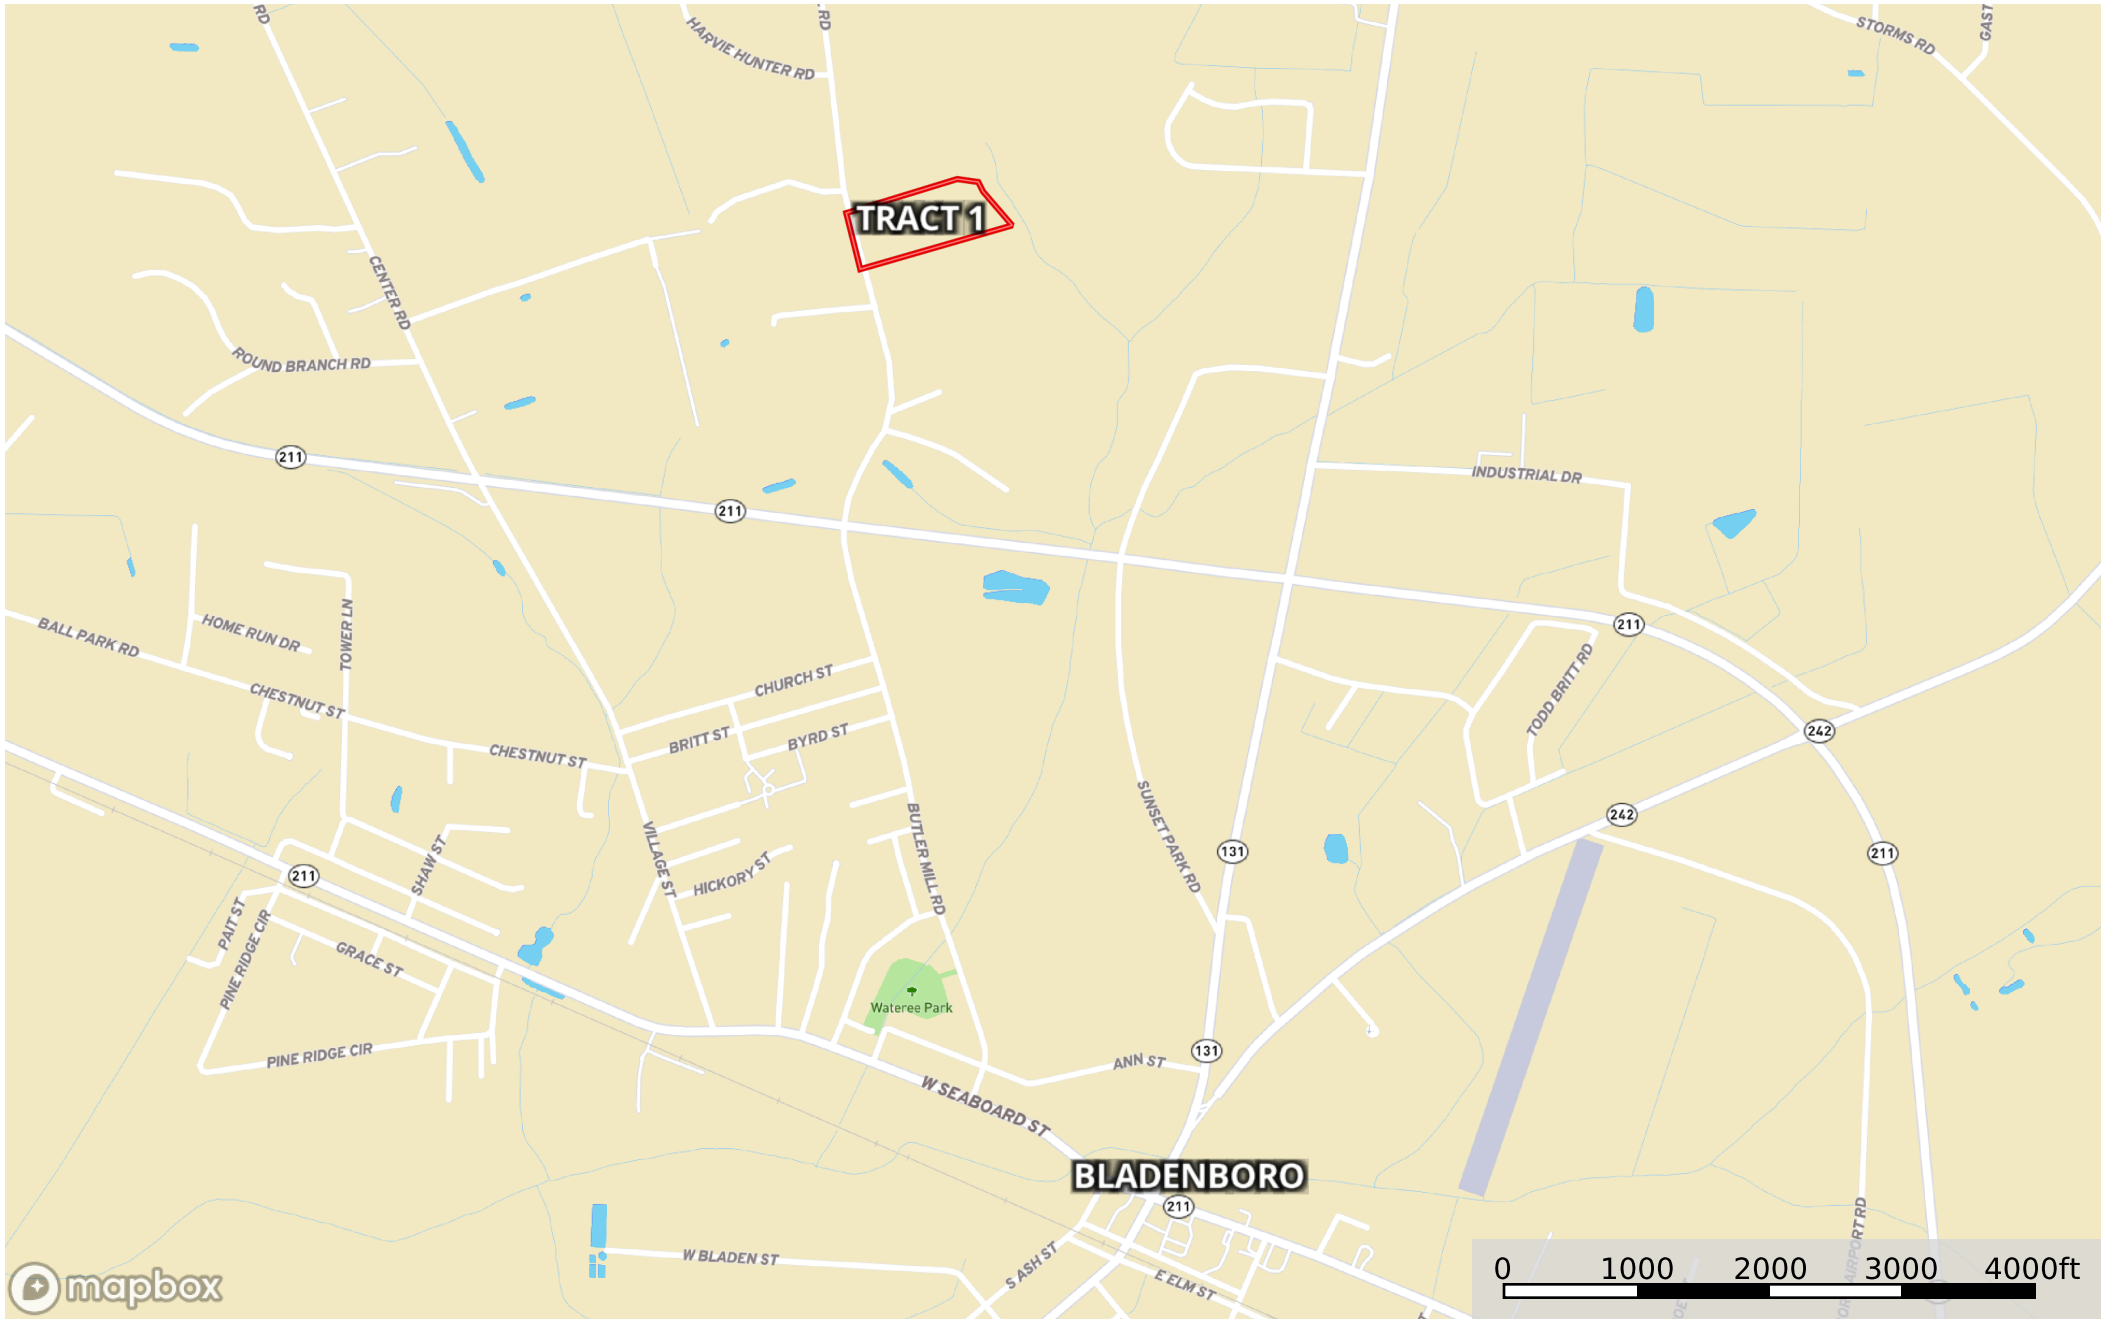 RD
RD
HARVIE HUNTER RD
STORMS RD
GAST
TRACT 1
CENTER RD
ROUND BRANCH RD
211
211
INDUSTRIAL DR
HOME RUN DR
BALL PARK RD
TOWER LN
CHESTNUT ST
CHESTNUT ST
CHURCH ST
BRITT ST
BYRD ST
211
TODD BRITT RD
242
242
211
SUNSET PARK RD
131
BUTLER MILL RD
VILLAGE ST
HICKORY ST
SHAW ST
211
PAIT ST
PINE RIDGE CIR
GRACE ST
PINE RIDGE CIR
Wateree Park
131
ANN ST
W SEABOARD ST
BLADENBORO
211
W BLADEN ST
S ASH ST
E ELM ST
AIRPORT RD
0 1000 2000 3000 4000ft
mapbox